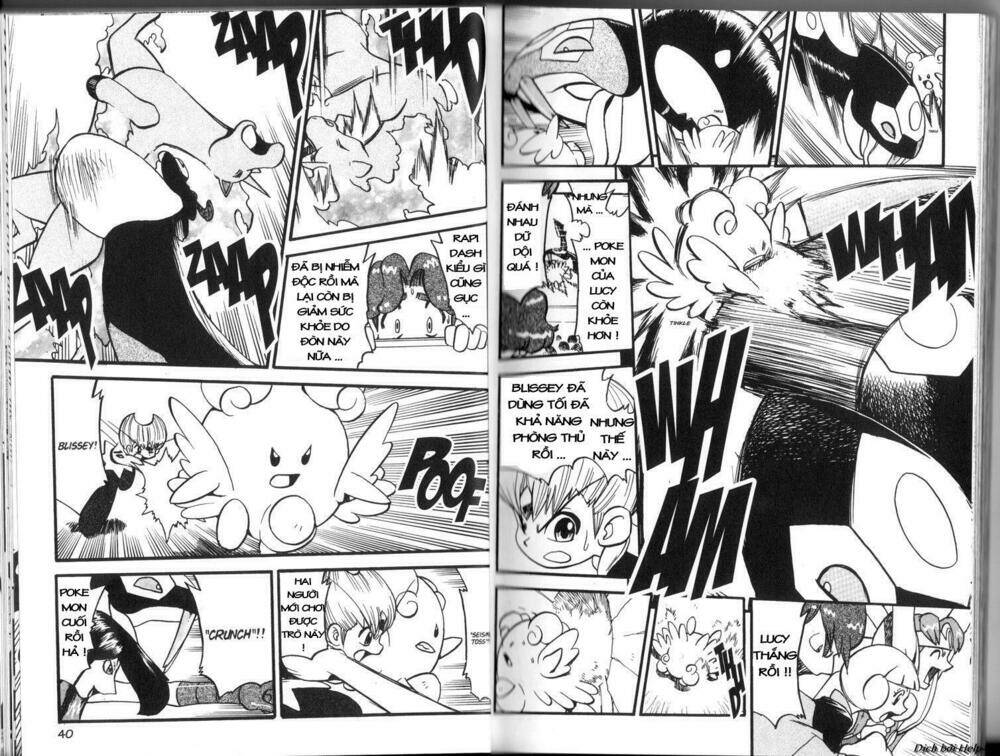 ZAAP
THUD
ZAAP
ZAAP
RAPI
DASH
KIỂU GÌ
CŨNG
GỤC ...
ĐÃ BỊ NHIỄM
ĐỘC RỒI MÀ
LẠI CÒN BỊ
GIẢM SỨC
KHỎE DO
ĐÒN NÀY
NỮA ...
BLISSEY!
POOF
POKE
MON
CUỐI
RỒI
HẢ !
"CRUNCH"!!
HAI
NGƯỜI
MỚI CHƠI
ĐƯỢC
TRÒ NÀY
!
"SEISM
TOSS"
40
TINKLE
TINKLE
ĐÁNH
NHAU
DỮ
DỘI
QUÁ !
NHƯNG
MÀ ...
... POKE
MON CỦA
LUCY CÒN
KHỎE
HƠN !
WHAM
TINKLE
BLISSEY ĐÃ
DÙNG TỐI ĐA
KHẢ NĂNG
PHÒNG THỦ
RỒI ...
NHƯNG
THẾ
NÀY ...
WHAM
THUD
LUCY
THẮNG
RỒI !!
Dịch bởi Help